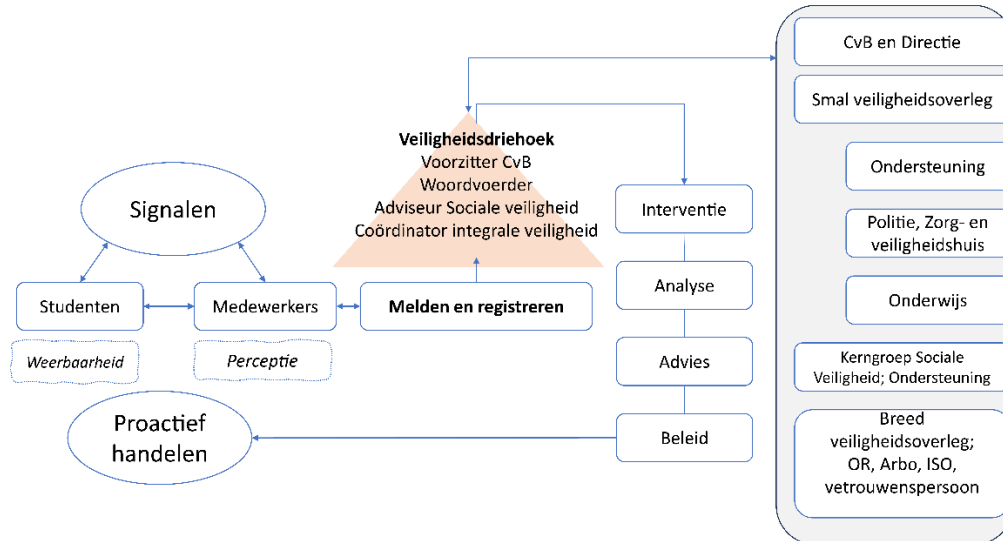 Signalen
Studenten
Medewerkers
Melden en registreren
Weerbaarheid
Perceptie
Proactief
handelen
Veiligheidsdriehoek
Voorzitter CvB
Woordvoerder
Adviseur Sociale veiligheid
Coördinator integrale veiligheid
Interventie
Analyse
Advies
Beleid
CvB en Directie
Smal veiligheidsoverleg
Ondersteuning
Politie, Zorg- en
veiligheidshuis
Onderwijs
Kerngroep Sociale
Veiligheid; Ondersteuning
Breed
veiligheidsoverleg;
OR, Arbo, ISO,
vetrouwenspersoon